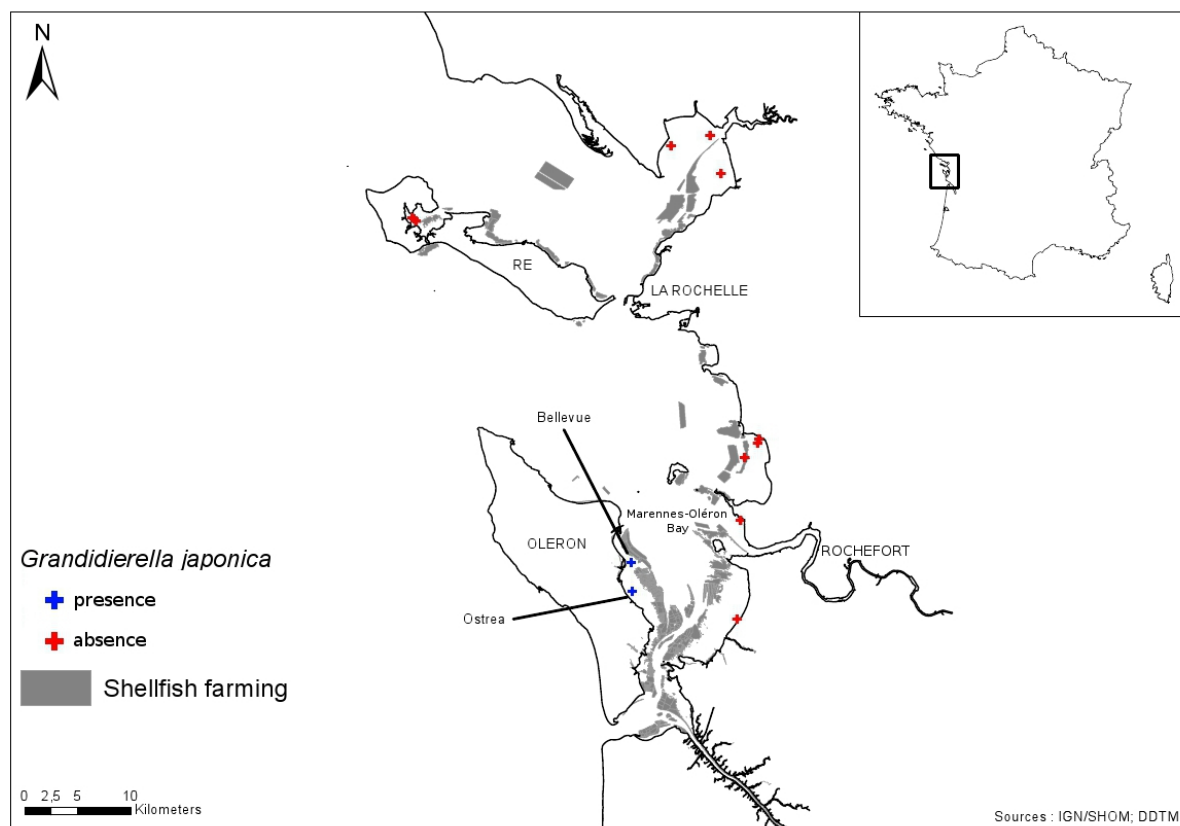 N
RE
LA ROCHELLE
Bellevue
Marennes-Oléron
Bay
OLERON
ROCHEFORT
Grandidierella japonica
presence
absence
Ostrea
Shellfish farming
0 2,5 5 10
Kilometers
Sources : IGN/SHOM; DDTM